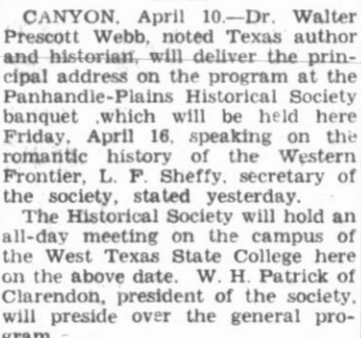 CANYON, April 10.—Dr. Walter
Prescott Webb, noted Texas author
and historian, will deliver the prin-
cipal address on the program at the
Panhandle-Plains Historical Society
banquet ,which will be held here
Friday, April 16, speaking on the
romantic history of the Western
Frontier, L. F. Sheffy, secretary of
the society, stated yesterday.
The Historical Society will hold an
all-day meeting on the campus of
the West Texas State College here
on the above date. W. H. Patrick of
Clarendon, president of the society,
will preside over the general pro-
gram.